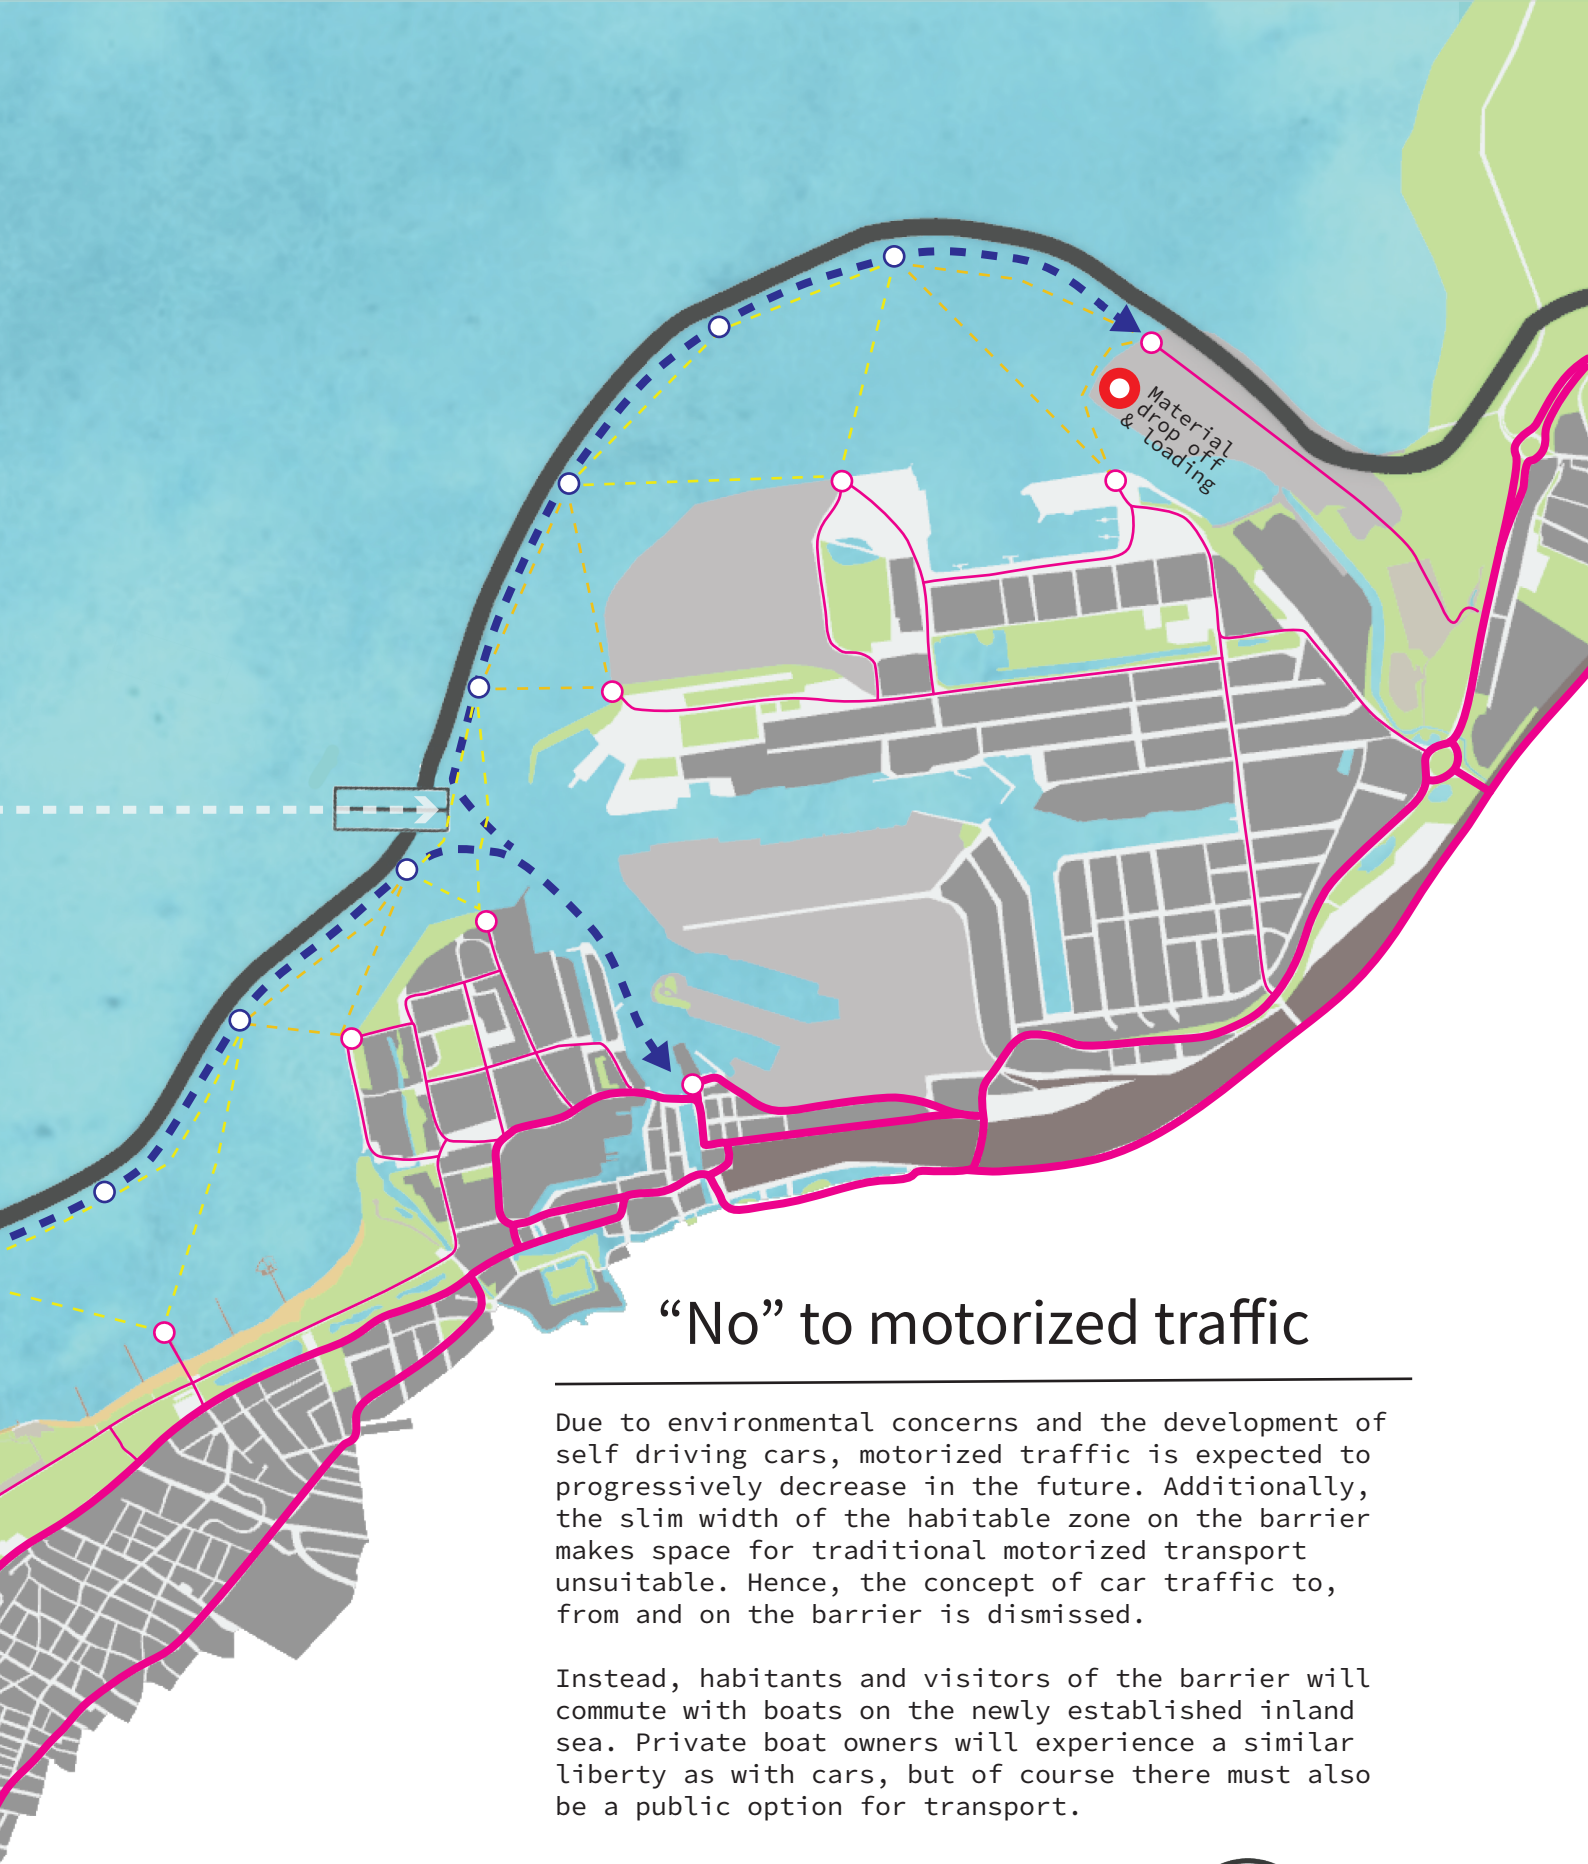 Material
drop off
& loading
“No” to motorized traffic
Due to environmental concerns and the development of
self driving cars, motorized traffic is expected to
progressively decrease in the future. Additionally,
the slim width of the habitable zone on the barrier
makes space for traditional motorized transport
unsuitable. Hence, the concept of car traffic to,
from and on the barrier is dismissed.
Instead, habitants and visitors of the barrier will
commute with boats on the newly established inland
sea. Private boat owners will experience a similar
liberty as with cars, but of course there must also
be a public option for transport.